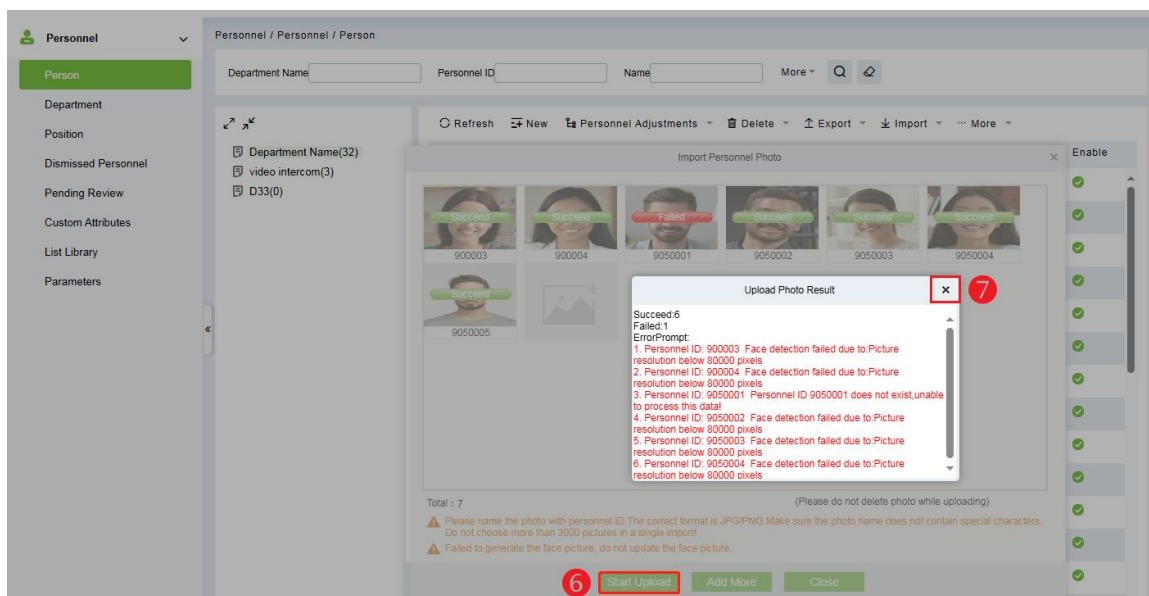 Personnel
Person
Department
Position
Dismissed Personnel
Pending Review
Custom Attributes
List Library
Parameters
Personnel / Personnel / Person
Department Name
Personnel ID
Name
More
Refresh New Personnel Adjustments Delete Export Import ··· More
Department Name(32)
video intercom(3)
D33(0)
Enable
Import Personnel Photo
Succeed Succeed Failed Succeed Succeed Succeed
900003 900004 9050001 9050002 9050003 9050004
Succeed
9050005
Upload Photo Result
7
Succeed:6
Failed:1
ErrorPrompt:
1. Personnel ID: 900003 Face detection failed due to:Picture
resolution below 80000 pixels
2. Personnel ID: 900004 Face detection failed due to:Picture
resolution below 80000 pixels
3. Personnel ID: 9050001 Personnel ID 9050001 does not exist,unable
to process this data!
4. Personnel ID: 9050002 Face detection failed due to:Picture
resolution below 80000 pixels
5. Personnel ID: 9050003 Face detection failed due to:Picture
resolution below 80000 pixels
6. Personnel ID: 9050004 Face detection failed due to:Picture
resolution below 80000 pixels
Total : 7
(Please do not delete photo while uploading)
Please name the photo with personnel ID.The correct format is JPG/PNG.Make sure the photo name does not contain special characters.
Do not choose more than 3000 pictures in a single import!
Failed to generate the face picture, do not update the face picture.
6
Start Upload
Add More
Close